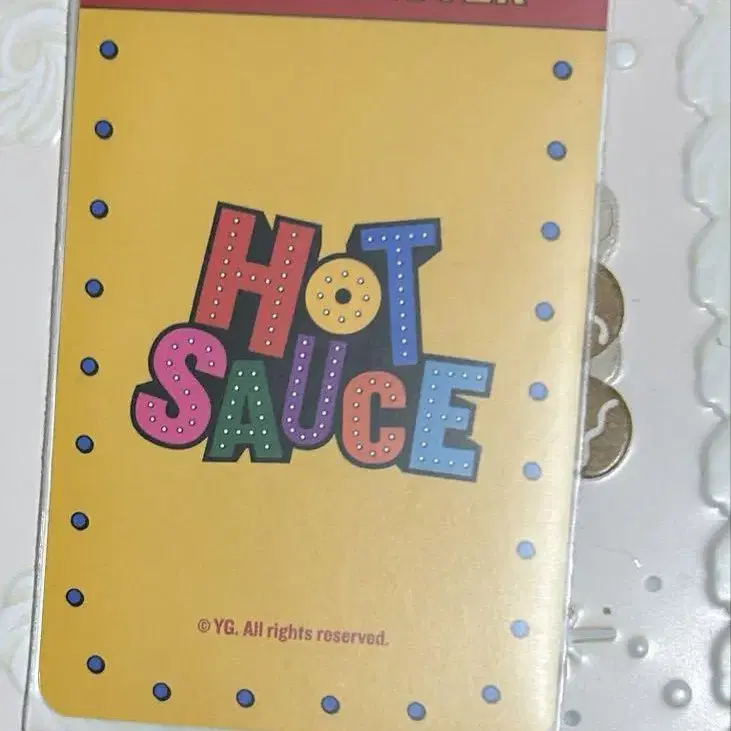 HOT
SAUCE
© YG. All rights reserved.